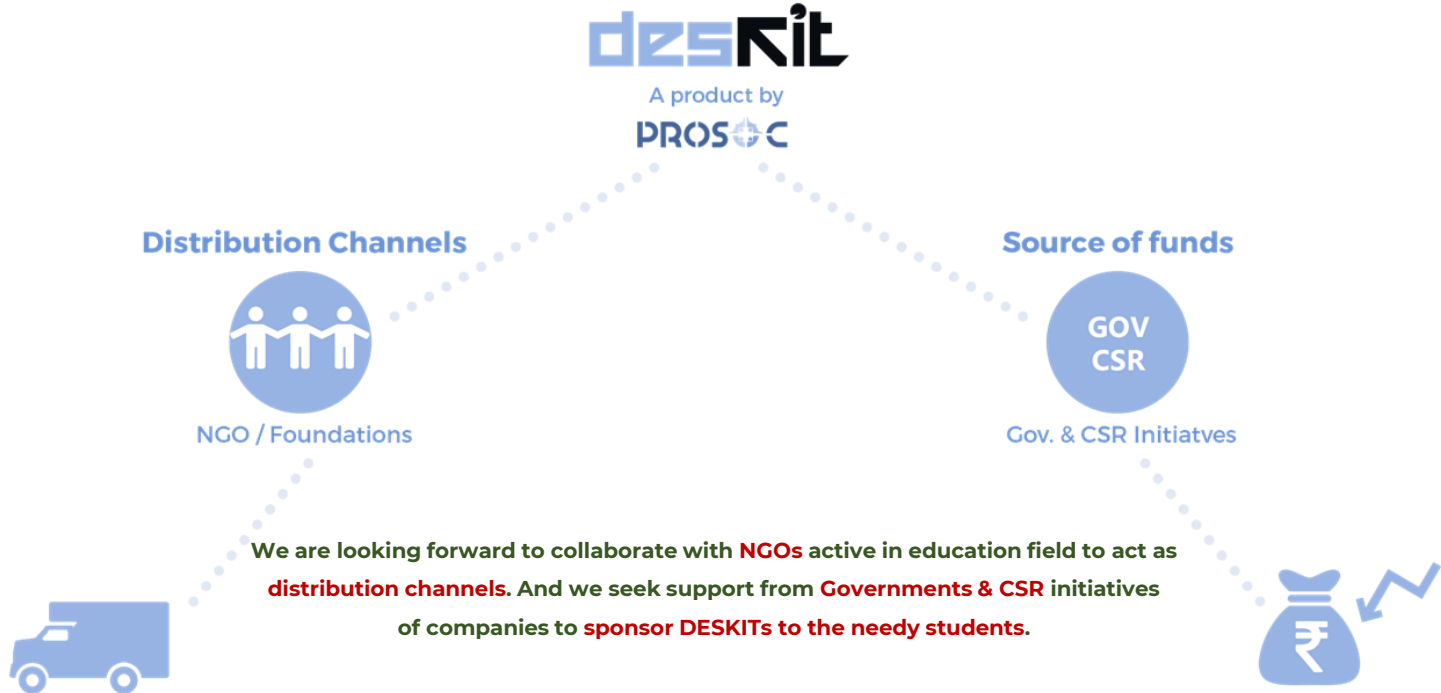 desKit
A product by
PROSOC
Distribution Channels
Source of funds
GOV
CSR
NGO / Foundations
Gov. & CSR Initiatves
We are looking forward to collaborate with NGOs active in education field to act as
distribution channels. And we seek support from Governments & CSR initiatives
of companies to sponsor DESKITs to the needy students.
₹